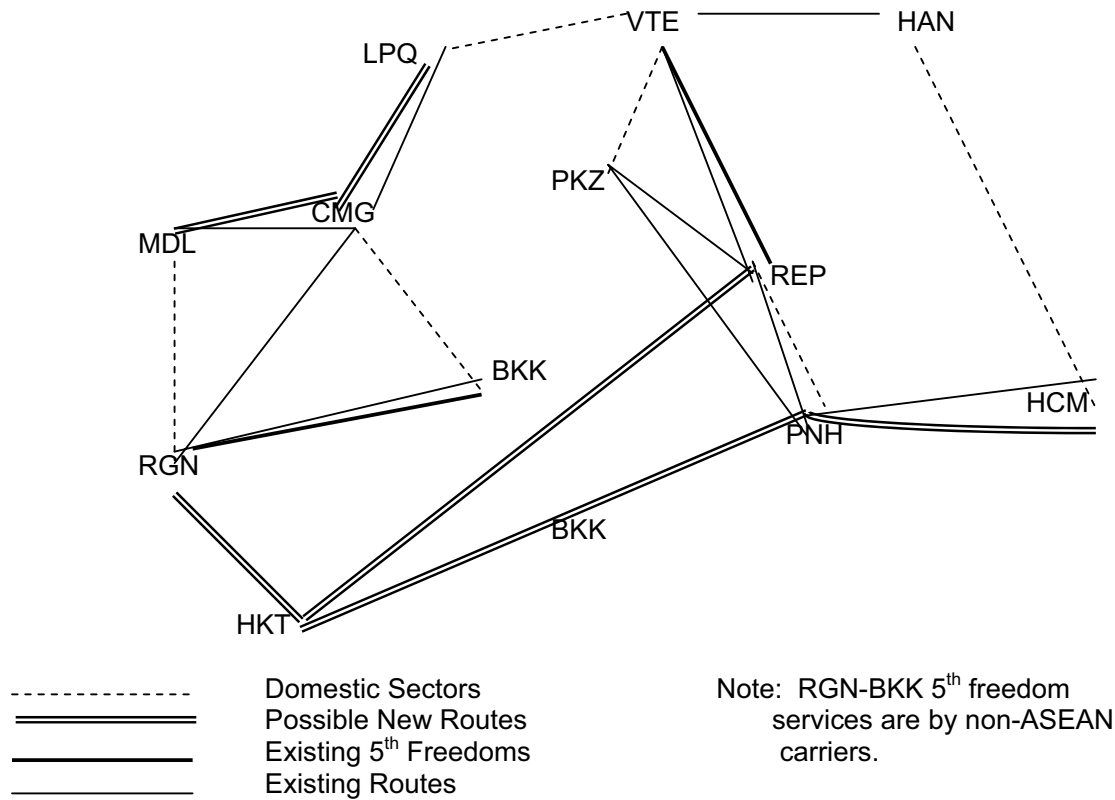 VTE
HAN
LPQ
PKZ
CMG
MDL
REP
BKK
HCM
PNH
RGN
BKK
HKT
Domestic Sectors
Possible New Routes
Existing 5th Freedoms
Existing Routes
Note: RGN-BKK 5th freedom
services are by non-ASEAN
carriers.